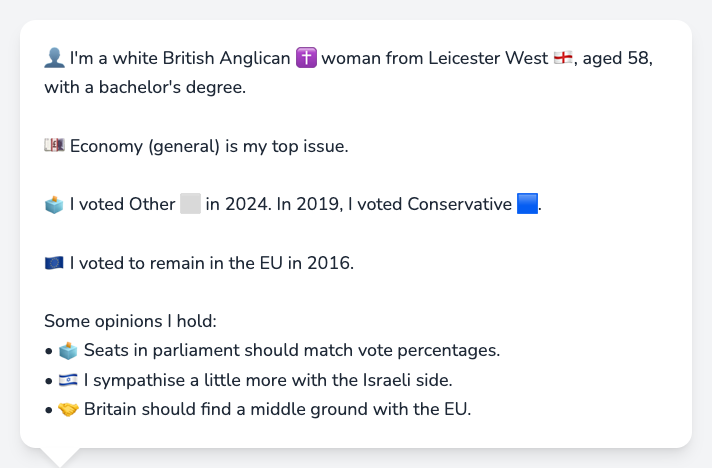 👤 I'm a white British Anglican ✝️ woman from Leicester West 🏴󠁧󠁢󠁥󠁮󠁧󠁿, aged 58,
with a bachelor's degree.
💷 Economy (general) is my top issue.
🗳️ I voted Other ⬜ in 2024. In 2019, I voted Conservative 🟦.
🇪🇺 I voted to remain in the EU in 2016.
Some opinions I hold:
• 🗳️ Seats in parliament should match vote percentages.
• 🇮🇱 I sympathise a little more with the Israeli side.
• 🤝 Britain should find a middle ground with the EU.